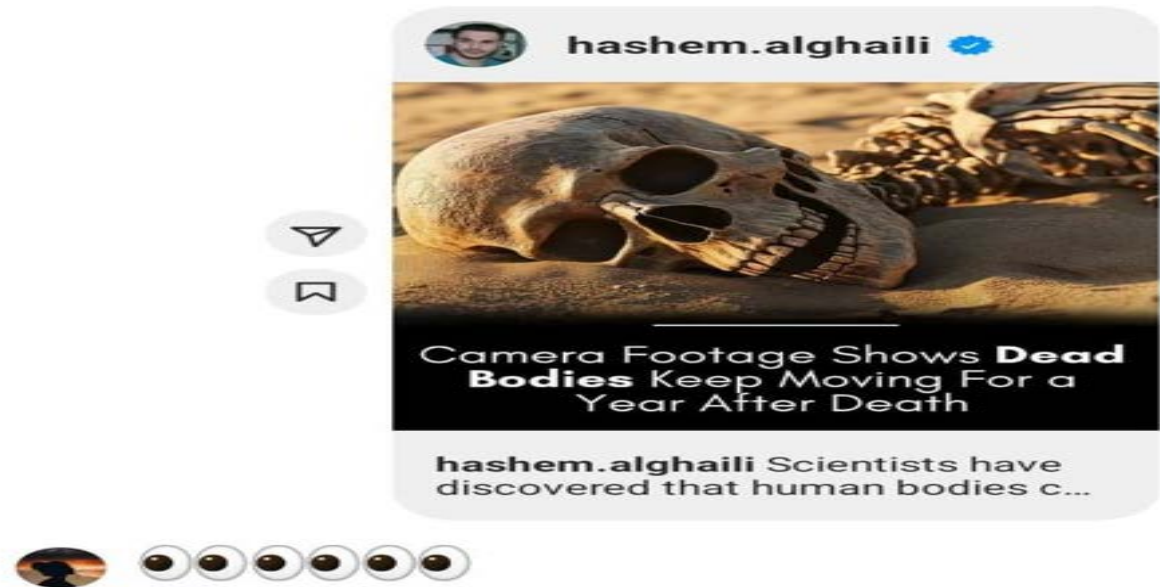 hashem.alghaili
Camera Footage Shows Dead
Bodies Keep Moving For a
Year After Death
hashem.alghaili Scientists have
discovered that human bodies c...
👀👀👀